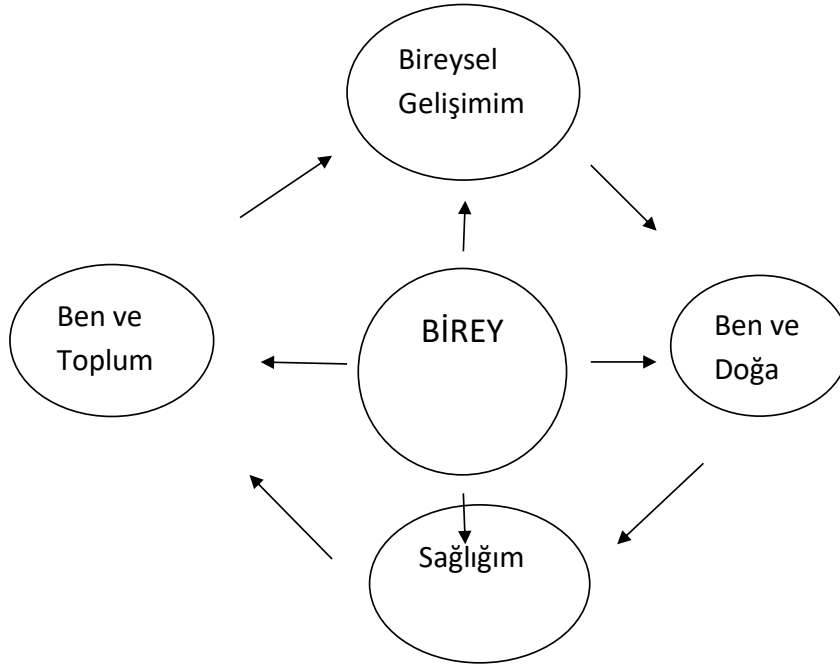 Bireysel
Gelişimim
Ben ve
Toplum
BİREY
Ben ve
Doğa
Sağlığım